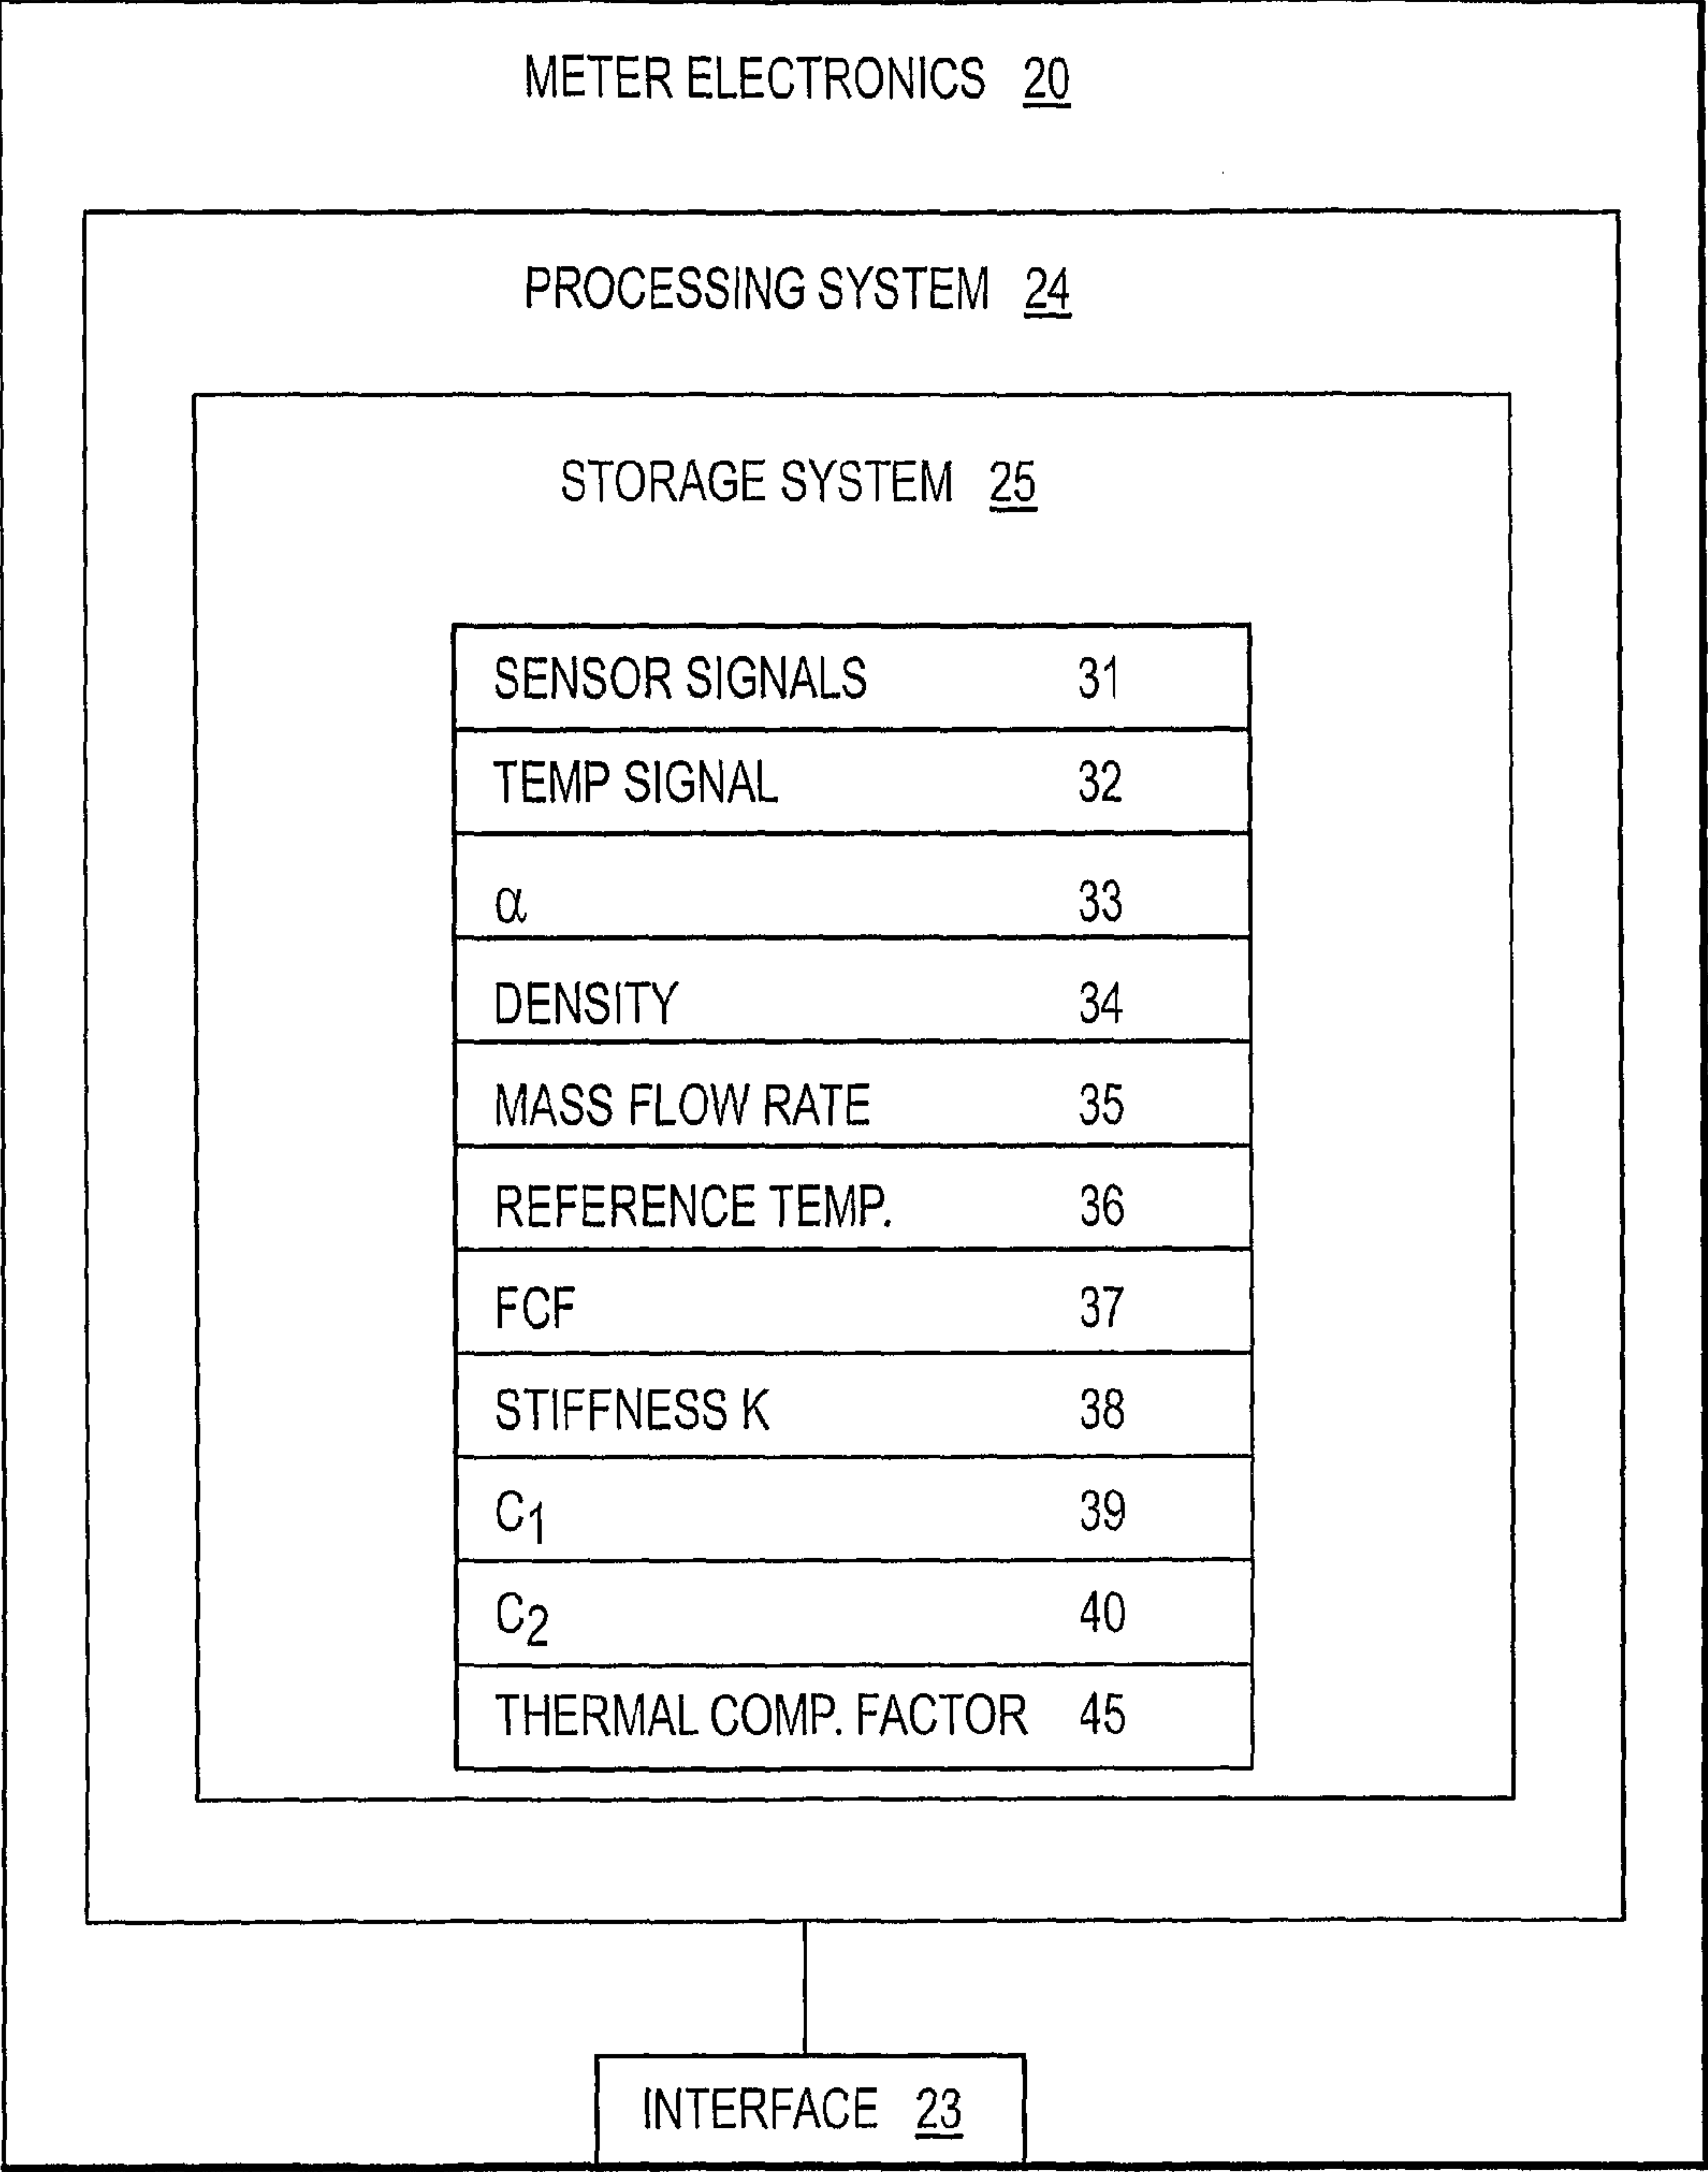 METER ELECTRONICS 20
PROCESSING SYSTEM 24
STORAGE SYSTEM 25
SENSOR SIGNALS 31
TEMP SIGNAL 32
α 33
DENSITY 34
MASS FLOW RATE 35
REFERENCE TEMP. 36
FCF 37
STIFFNESS K 38
C1 39
C2 40
THERMAL COMP. FACTOR 45
INTERFACE 23